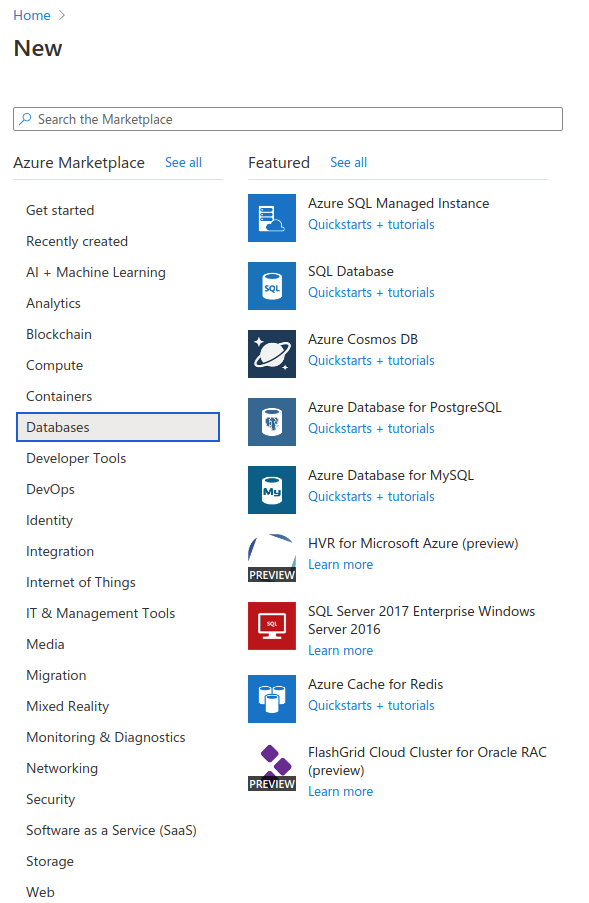 Home
New
Search the Marketplace
Azure Marketplace See all
Get started
Recently created
AI + Machine Learning
Analytics
Blockchain
Compute
Containers
Databases
Developer Tools
DevOps
Identity
Integration
Internet of Things
IT & Management Tools
Media
Migration
Mixed Reality
Monitoring & Diagnostics
Networking
Security
Software as a Service (SaaS)
Storage
Web
Featured See all
Azure SQL Managed Instance
Quickstarts + tutorials
SQL
SQL Database
Quickstarts + tutorials
Azure Cosmos DB
Quickstarts + tutorials
Azure Database for PostgreSQL
Quickstarts + tutorials
My
Azure Database for MySQL
Quickstarts + tutorials
PREVIEW
HVR for Microsoft Azure (preview)
Learn more
SQL
SQL Server 2017 Enterprise Windows
Server 2016
Learn more
Azure Cache for Redis
Quickstarts + tutorials
PREVIEW
FlashGrid Cloud Cluster for Oracle RAC
(preview)
Learn more